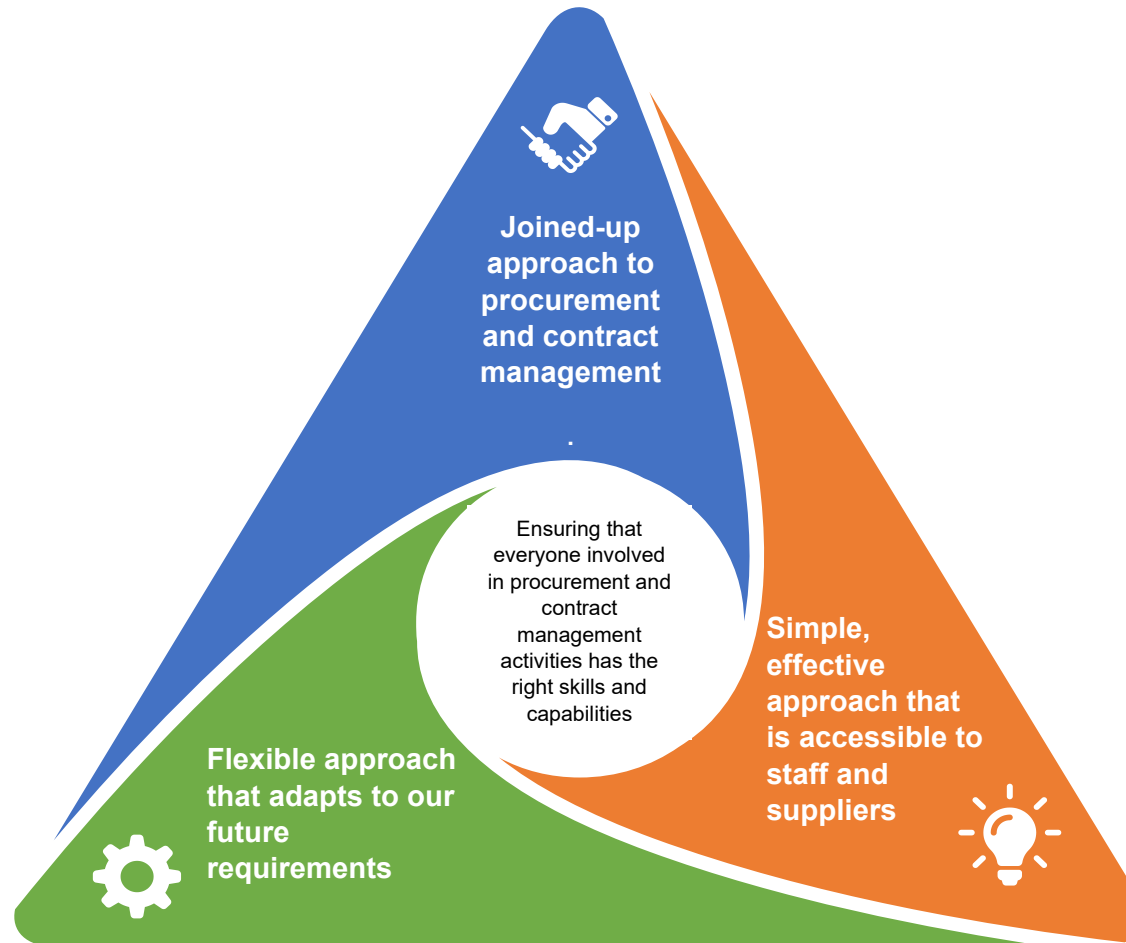 Joined-up
approach to
procurement
and contract
management
.
Ensuring that
everyone involved
in procurement and
contract
management
activities has the
right skills and
capabilities
Simple,
effective
approach that
is accessible to
staff and
suppliers
Flexible approach
that adapts to our
future
requirements